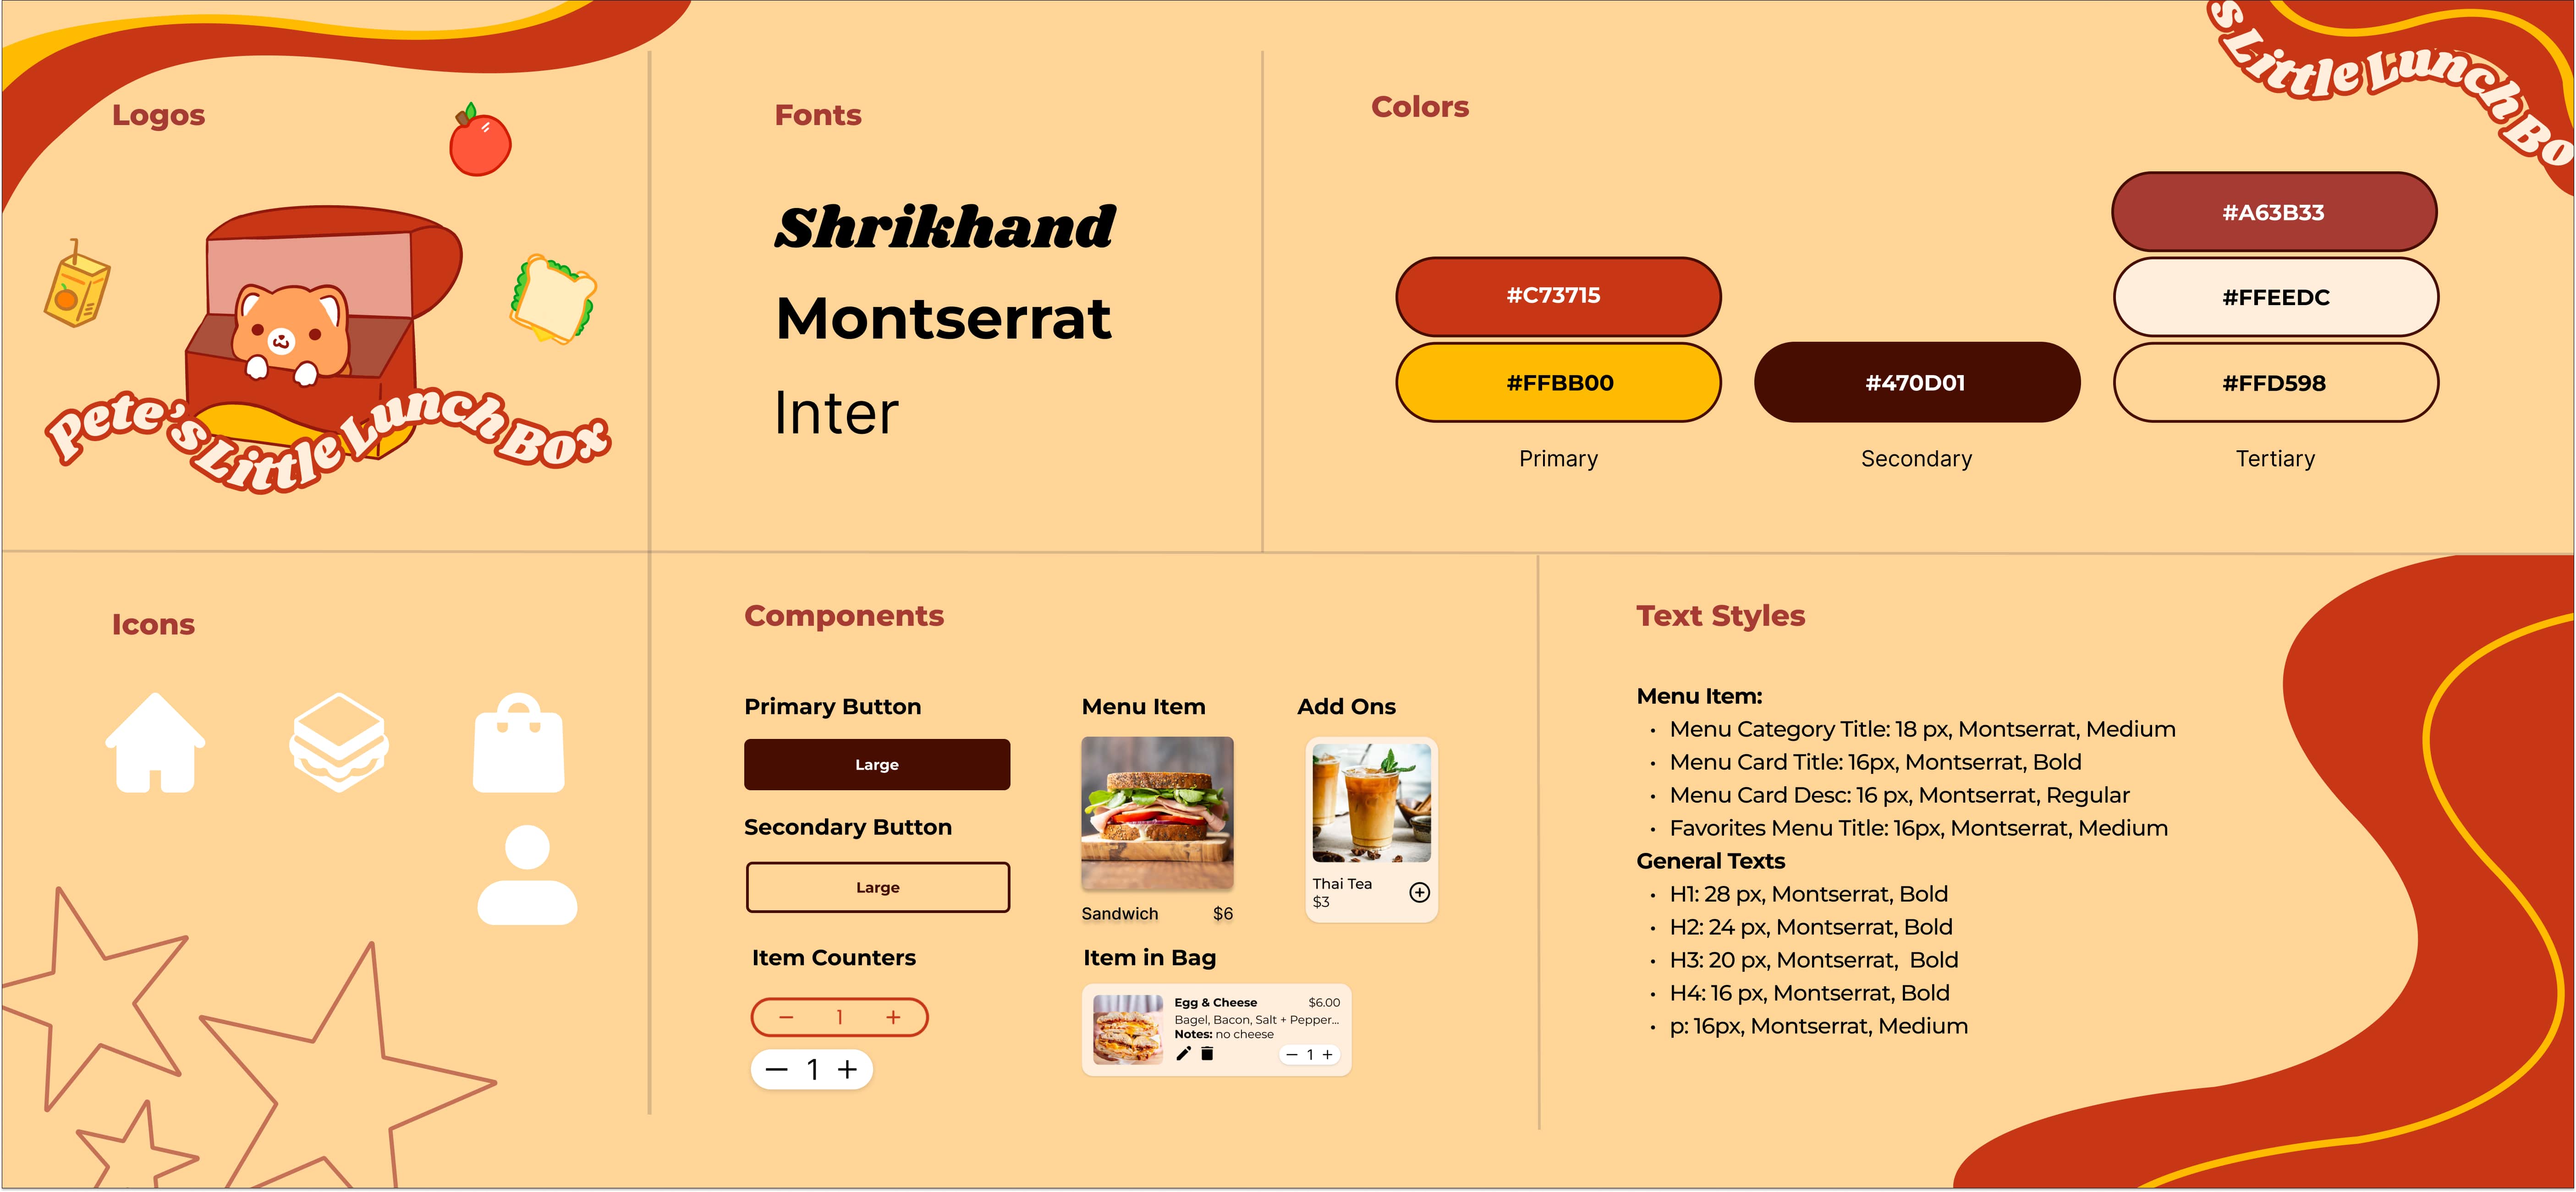 Logos
Pete's Little Lunch Box
Fonts
Shrikhand
Montserrat
Inter
Colors
s Little Lunch Bo
#C73715
#FFBB00
Primary
#470D01
Secondary
#A63B33
#FFEEDC
#FFD598
Tertiary
Icons
Components
Primary Button
Large
Secondary Button
Large
Item Counters
− 1 +
− 1 +
Menu Item
Sandwich $6
Add Ons
Thai Tea
$3
Item in Bag
Egg & Cheese $6.00
Bagel, Bacon, Salt + Pepper...
Notes: no cheese
− 1 +
Text Styles
Menu Item:
• Menu Category Title: 18 px, Montserrat, Medium
• Menu Card Title: 16px, Montserrat, Bold
• Menu Card Desc: 16 px, Montserrat, Regular
• Favorites Menu Title: 16px, Montserrat, Medium
General Texts
• H1: 28 px, Montserrat, Bold
• H2: 24 px, Montserrat, Bold
• H3: 20 px, Montserrat, Bold
• H4: 16 px, Montserrat, Bold
• p: 16px, Montserrat, Medium